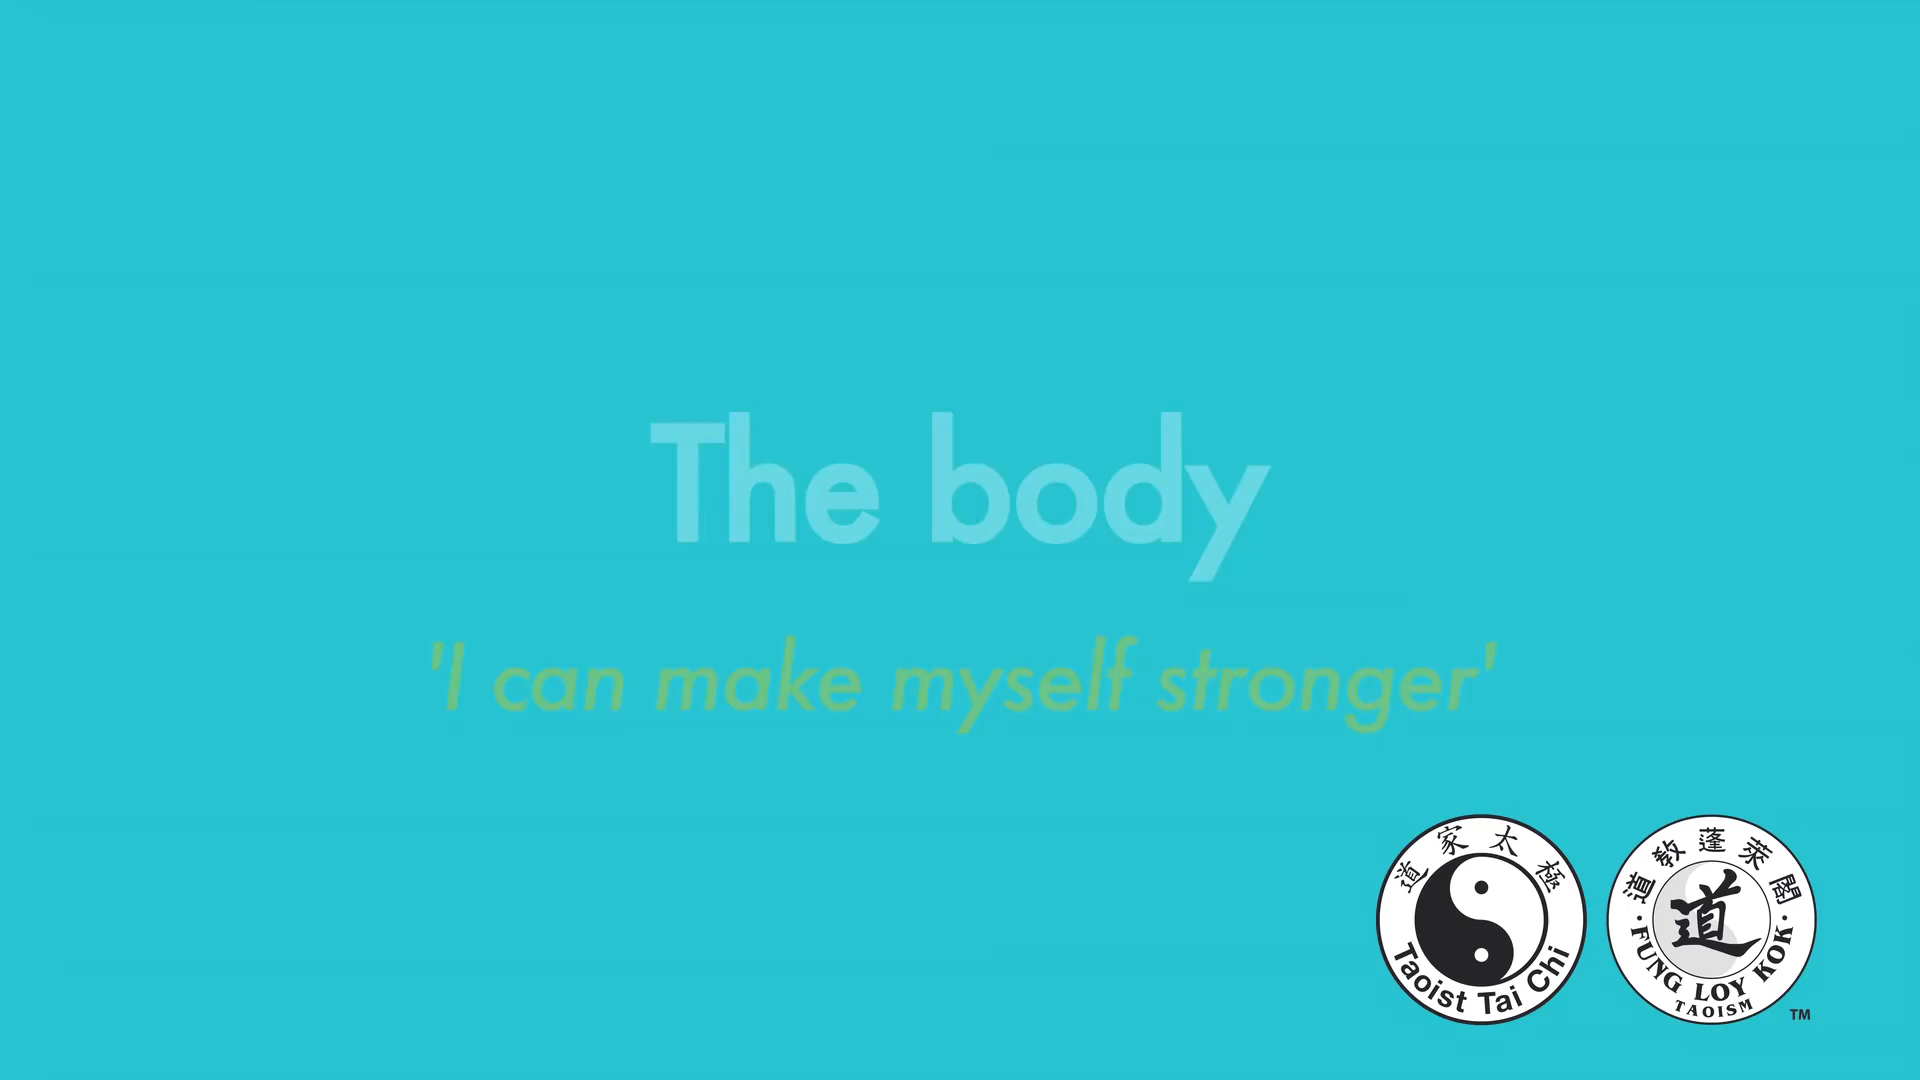 The body
'I can make myself stronger'
道家太極
Taoist Tai Chi
道教蓬萊閣
道
· FUNG LOY KOK ·
TAOISM
TM